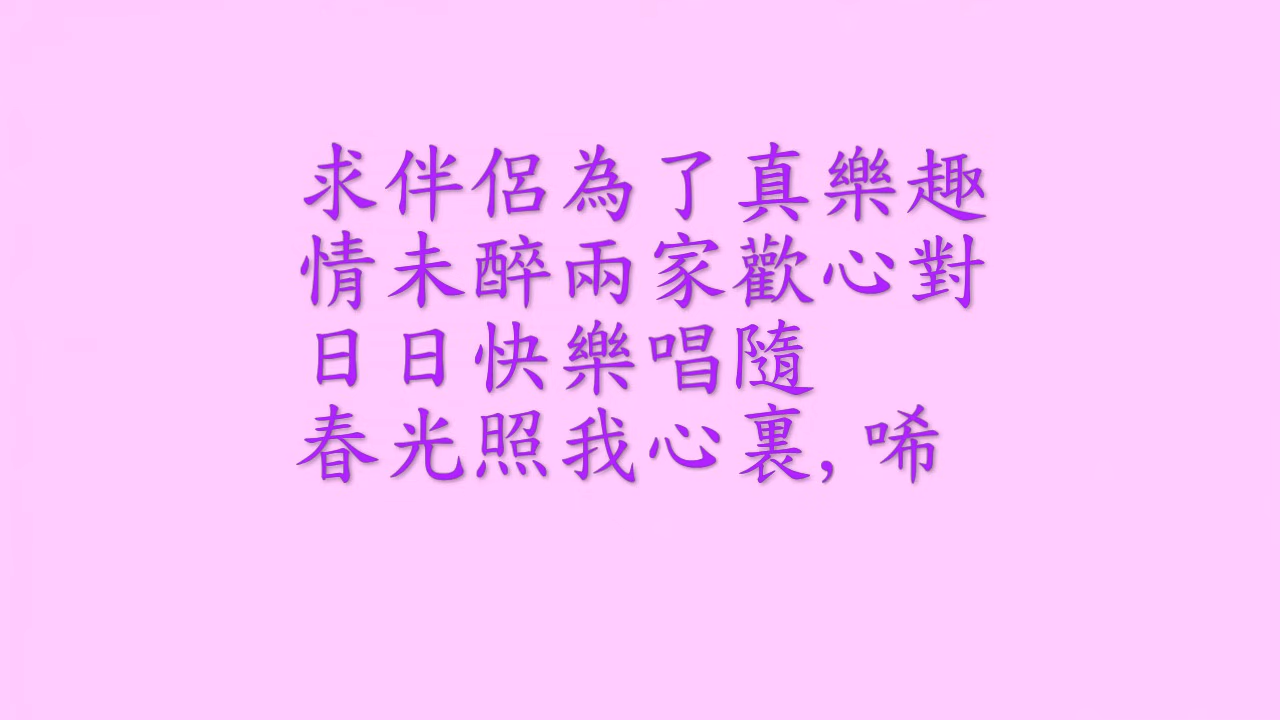 求伴侶為了真樂趣
情未醉兩家歡心對
日日快樂唱隨
春光照我心裏,唏